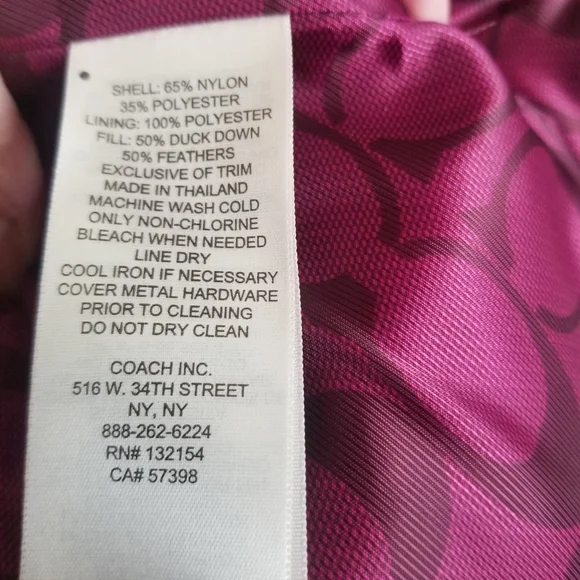 SHELL: 65% NYLON
35% POLYESTER
LINING: 100% POLYESTER
FILL: 50% DUCK DOWN
50% FEATHERS
EXCLUSIVE OF TRIM
MADE IN THAILAND
MACHINE WASH COLD
ONLY NON-CHLORINE
BLEACH WHEN NEEDED
LINE DRY
COOL IRON IF NECESSARY
COVER METAL HARDWARE
PRIOR TO CLEANING
DO NOT DRY CLEAN
COACH INC.
516 W. 34TH STREET
NY, NY
888-262-6224
RN# 132154
CA# 57398